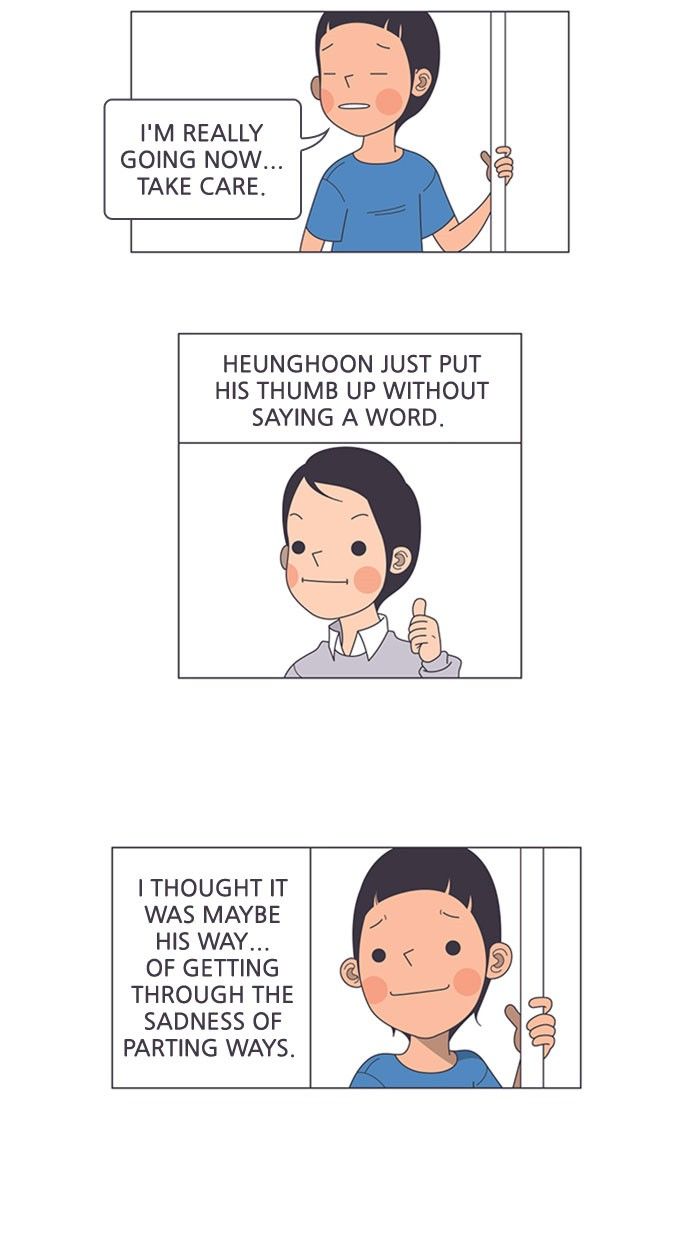 I'M REALLY
GOING NOW...
TAKE CARE.
HEUNGHOON JUST PUT
HIS THUMB UP WITHOUT
SAYING A WORD.
I THOUGHT IT
WAS MAYBE
HIS WAY...
OF GETTING
THROUGH THE
SADNESS OF
PARTING WAYS.